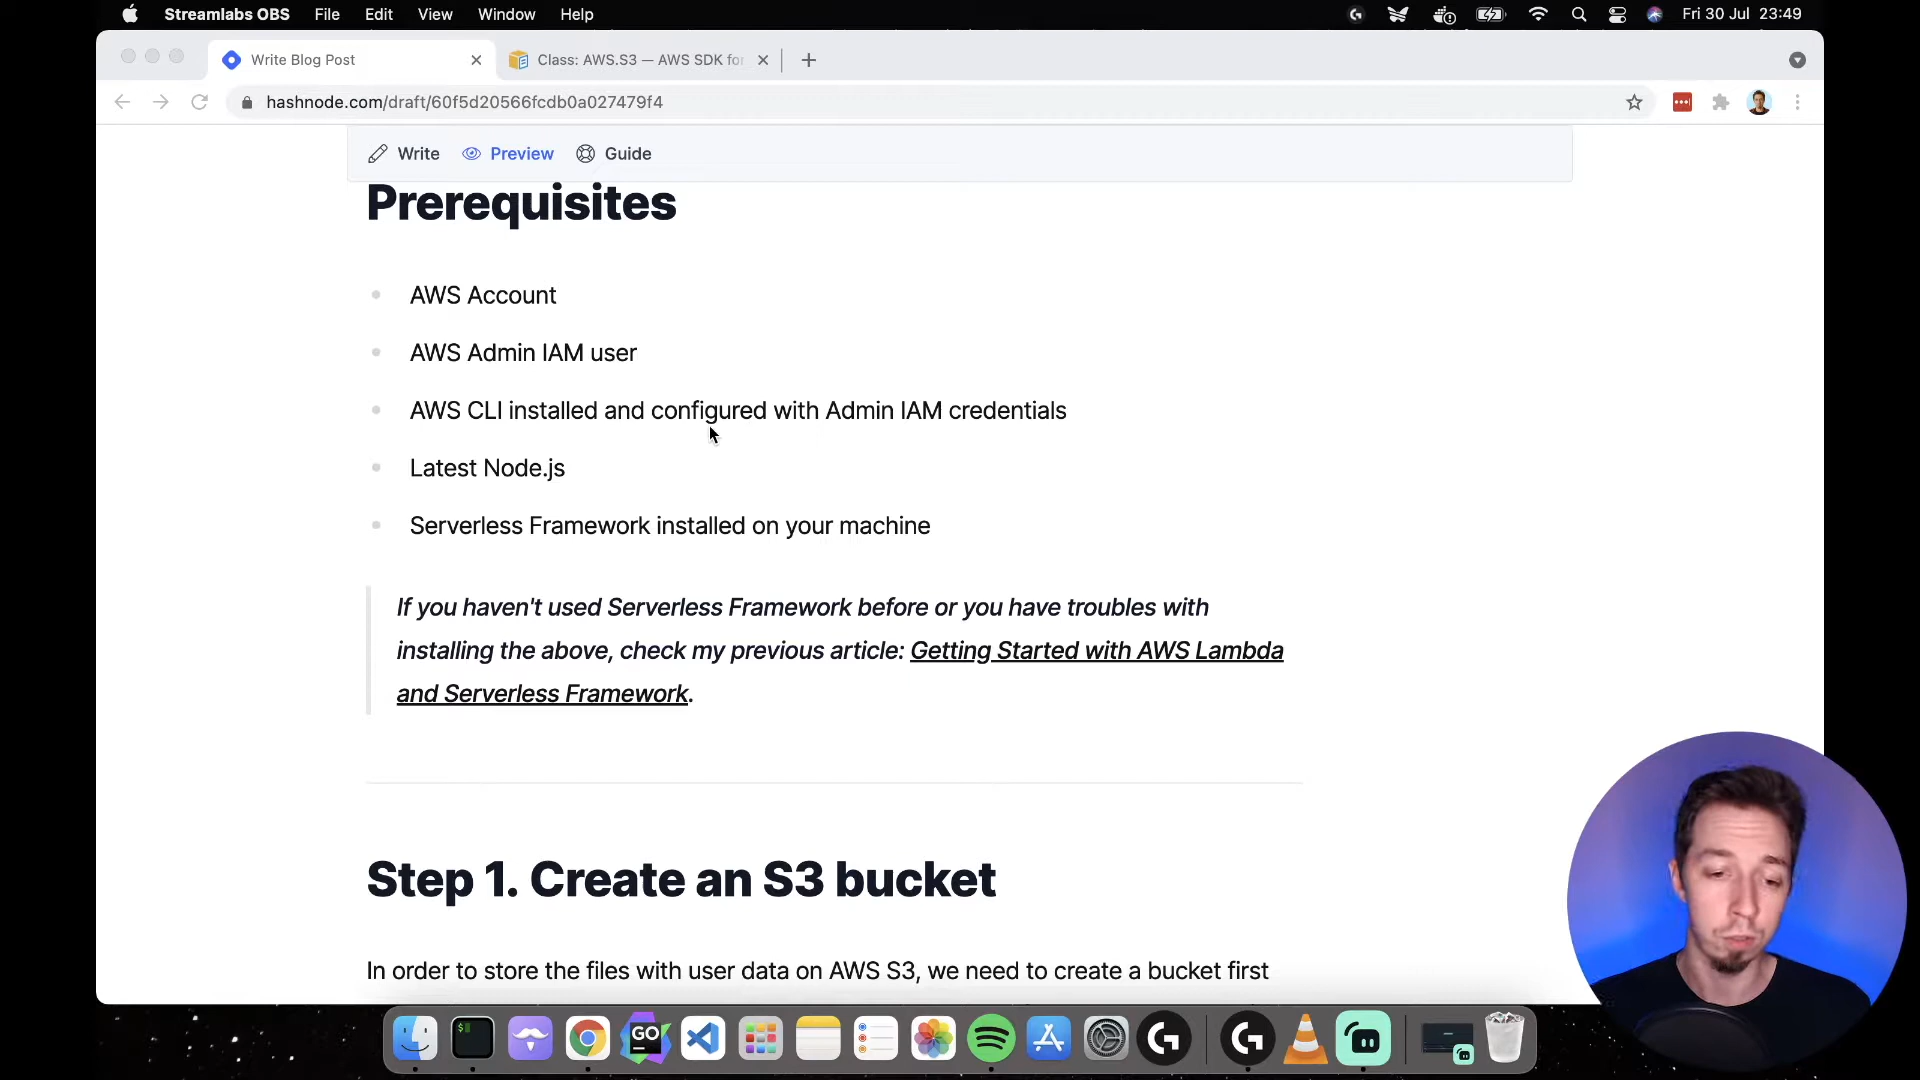 Streamlabs OBS File Edit View Window Help Fri 30 Jul 23:49
Write Blog Post Class: AWS.S3 — AWS SDK for
hashnode.com/draft/60f5d20566fcdb0a027479f4
Write Preview Guide
Prerequisites
AWS Account
AWS Admin IAM user
AWS CLI installed and configured with Admin IAM credentials
Latest Node.js
Serverless Framework installed on your machine
If you haven't used Serverless Framework before or you have troubles with
installing the above, check my previous article: Getting Started with AWS Lambda
and Serverless Framework.
Step 1. Create an S3 bucket
In order to store the files with user data on AWS S3, we need to create a bucket first
$
GO